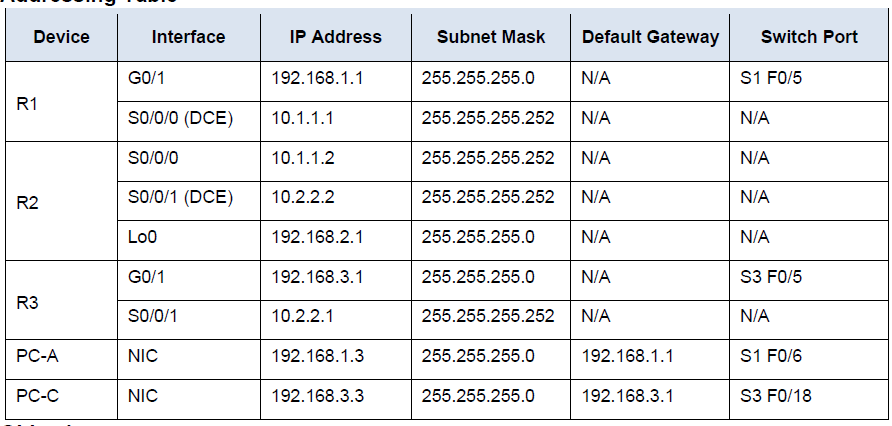 Device Interface IP Address Subnet Mask Default Gateway Switch Port
R1
G0/1 192.168.1.1 255.255.255.0 N/A S1 F0/5
S0/0/0 (DCE) 10.1.1.1 255.255.255.252 N/A N/A
R2
S0/0/0 10.1.1.2 255.255.255.252 N/A N/A
S0/0/1 (DCE) 10.2.2.2 255.255.255.252 N/A N/A
Lo0 192.168.2.1 255.255.255.0 N/A N/A
R3
G0/1 192.168.3.1 255.255.255.0 N/A S3 F0/5
S0/0/1 10.2.2.1 255.255.255.252 N/A N/A
PC-A NIC 192.168.1.3 255.255.255.0 192.168.1.1 S1 F0/6
PC-C NIC 192.168.3.3 255.255.255.0 192.168.3.1 S3 F0/18